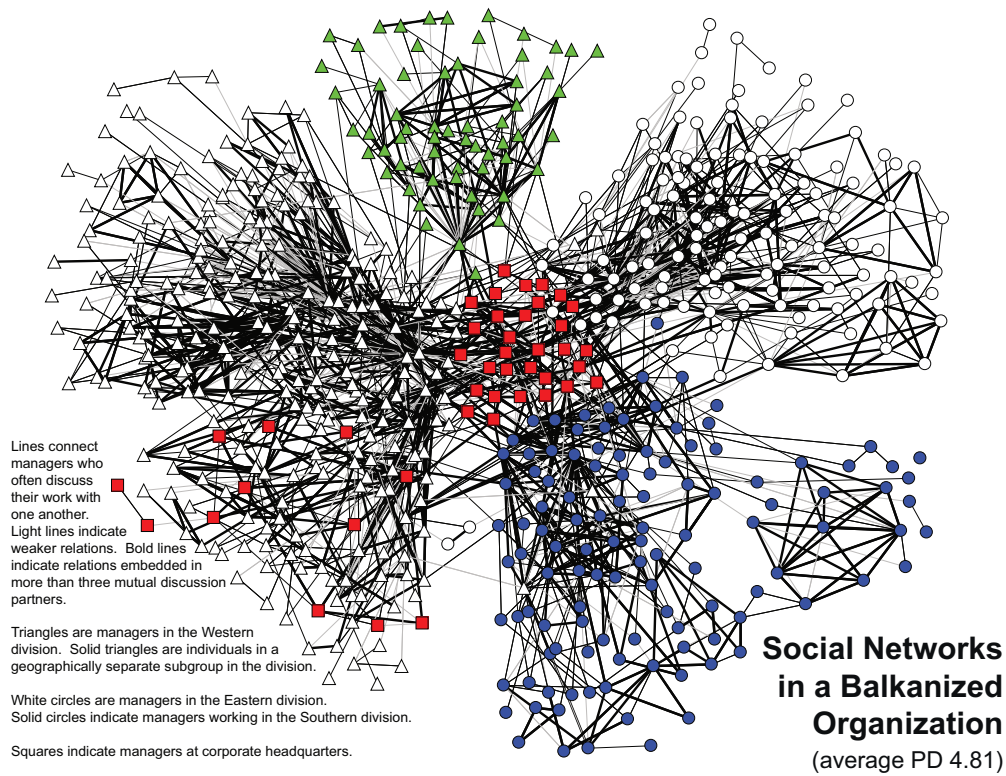 Lines connect
managers who
often discuss
their work with
one another.
Light lines indicate
weaker relations.  Bold lines
indicate relations embedded in
more than three mutual discussion
partners.
Triangles are managers in the Western
division.  Solid triangles are individuals in a
geographically separate subgroup in the division.
White circles are managers in the Eastern division.
Solid circles indicate managers working in the Southern division.
Squares indicate managers at corporate headquarters.
Social Networks
in a Balkanized
Organization
(average PD 4.81)